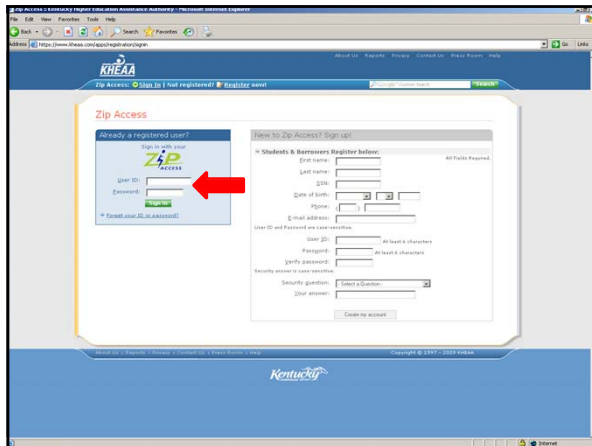 Zip Access : Kentucky Higher Education Assistance Authority - Microsoft Internet Explorer
File Edit View Favorites Tools Help
Back Search Favorites
Address https://www.kheaa.com/apps/registration/signin Go Links
About Us Reports Privacy Contact Us Press Room Help
KHEAA
Zip Access: Sign In | Not registered? Register now! Search
Zip Access
Already a registered user?
Sign in with your
ZIP
ACCESS
User ID:
Password:
Sign In
Forgot your ID or password?
New to Zip Access? Sign up!
Students & Borrowers Register below:
All Fields Required.
First name:
Last name:
SSN:
Date of birth:
Phone: ( )
E-mail address:
User ID and Password are case-sensitive.
User ID: At least 6 characters
Password: At least 6 characters
Verify password:
Security answer is case-sensitive.
Security question: - Select a Question -
Your answer:
Create my account
About Us | Reports | Privacy | Contact Us | Press Room | Help
Copyright © 1997 - 2009 KHEAA
Kentucky
Internet